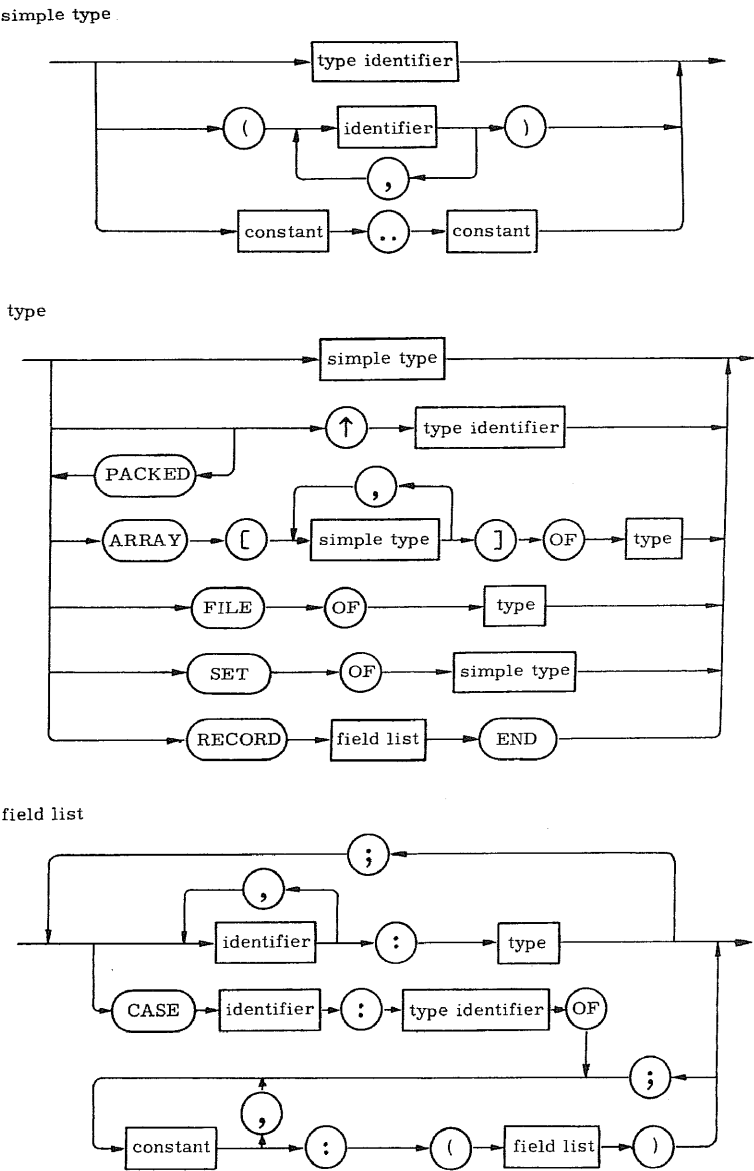 simple type
type identifier
( identifier )
,
constant .. constant
type
simple type
↑ type identifier
PACKED
,
ARRAY [ simple type ] OF type
FILE OF type
SET OF simple type
RECORD field list END
field list
;
,
identifier : type
CASE identifier : type identifier OF
;
,
constant : ( field list )